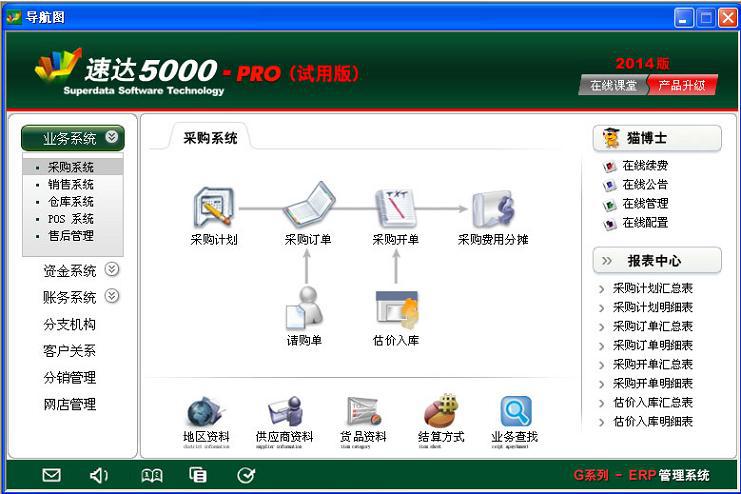 导航图
速达5000-PRO（试用版）
Superdata Software Technology
2014版
在线课堂 产品升级
业务系统
采购系统
销售系统
仓库系统
POS 系统
售后管理
资金系统
账务系统
分支机构
客户关系
分销管理
网店管理
采购系统
采购计划
采购订单
采购开单
采购费用分摊
请购单
估价入库
地区资料
district information
供应商资料
supplier information
货品资料
item category
结算方式
业务查找
猫博士
在线续费
在线公告
在线管理
在线配置
报表中心
采购计划汇总表
采购计划明细表
采购订单汇总表
采购订单明细表
采购开单汇总表
采购开单明细表
估价入库汇总表
估价入库明细表
G系列 - ERP管理系统